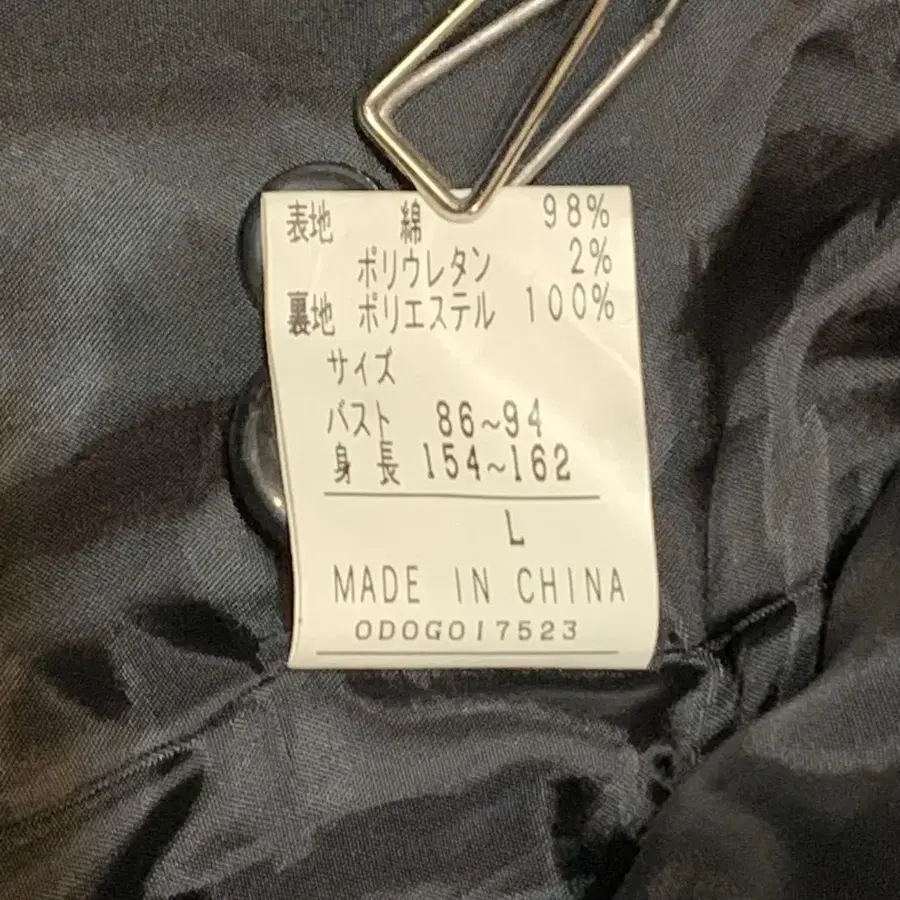 表地 綿 98%
ポリウレタン 2%
裏地 ポリエステル 100%
サイズ
バスト 86~94
身長 154~162
L
MADE IN CHINA
ODOGO17523